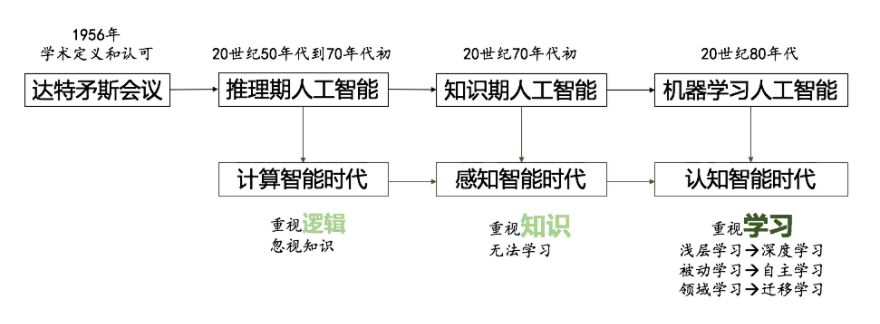 1956年
学术定义和认可
20世纪50年代到70年代初
20世纪70年代初
20世纪80年代
达特矛斯会议
推理期人工智能
知识期人工智能
机器学习人工智能
计算智能时代
感知智能时代
认知智能时代
重视逻辑
忽视知识
重视知识
无法学习
重视学习
浅层学习→深度学习
被动学习→自主学习
领域学习→迁移学习